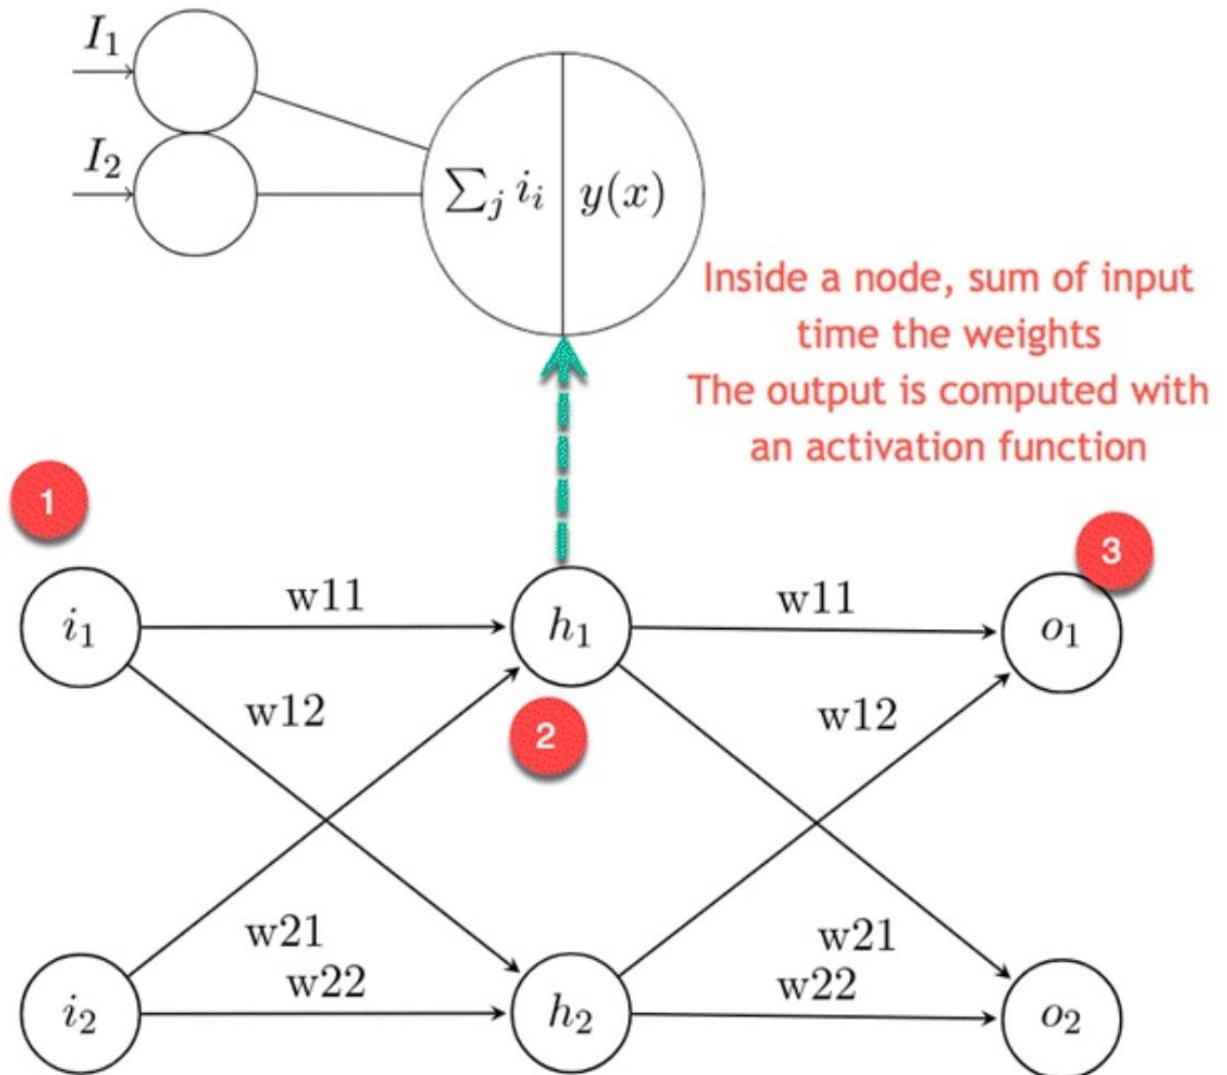 I₁
I₂
∑ⱼ iᵢ y(x)
Inside a node, sum of input
time the weights
The output is computed with
an activation function
1
3
w11 w11
i₁ h₁ o₁
w12 w12
2
w21 w21
w22 w22
i₂ h₂ o₂